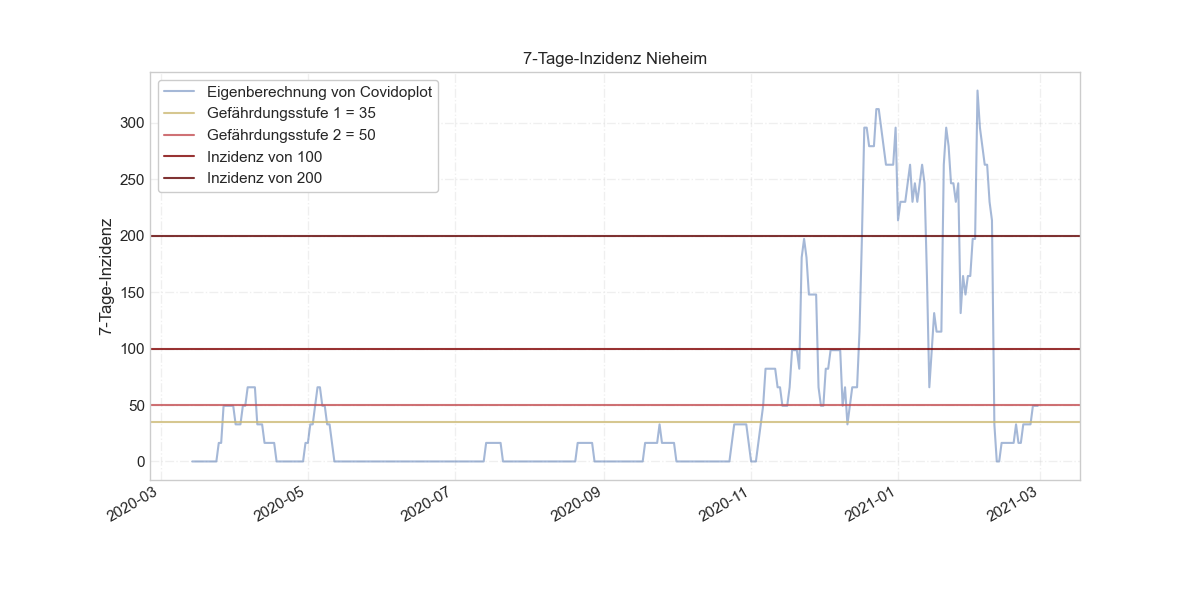 7-Tage-Inzidenz Nieheim
Eigenberechnung von Covidoplot
Gefährdungsstufe 1 = 35
Gefährdungsstufe 2 = 50
Inzidenz von 100
Inzidenz von 200
7-Tage-Inzidenz
300
250
200
150
100
50
0
2020-03
2020-05
2020-07
2020-09
2020-11
2021-01
2021-03